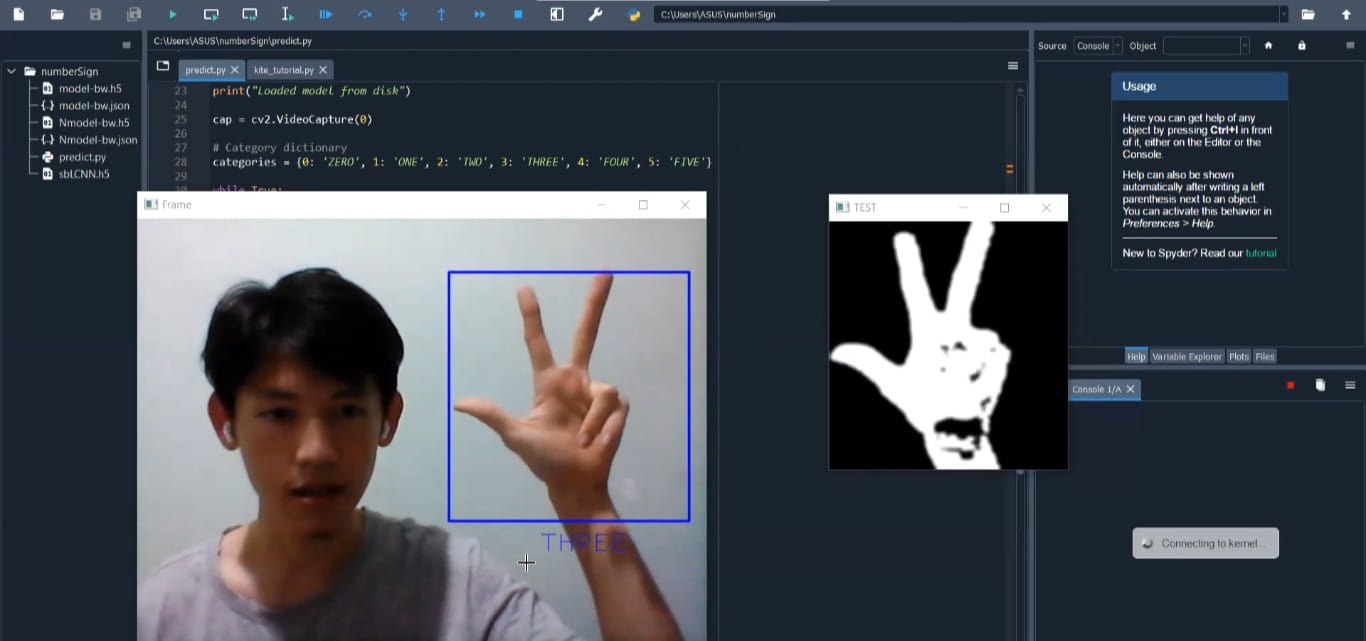 C:\Users\ASUS\numberSign
C:\Users\ASUS\numberSign\predict.py
numberSign
model-bw.h5
model-bw.json
Nmodel-bw.h5
Nmodel-bw.json
predict.py
sbLCNN.h5
predict.py
kite_tutorial.py
23 print("Loaded model from disk")
24
25 cap = cv2.VideoCapture(0)
26
27 # Category dictionary
28 categories = {0: 'ZERO', 1: 'ONE', 2: 'TWO', 3: 'THREE', 4: 'FOUR', 5: 'FIVE'}
29
30 while True:
Frame
THREE
TEST
Source Console Object
Usage
Here you can get help of any
object by pressing Ctrl+I in front
of it, either on the Editor or the
Console.
Help can also be shown
automatically after writing a left
parenthesis next to an object.
You can activate this behavior in
Preferences > Help.
New to Spyder? Read our tutorial
Help Variable Explorer Plots Files
Console 1/A
Connecting to kernel...